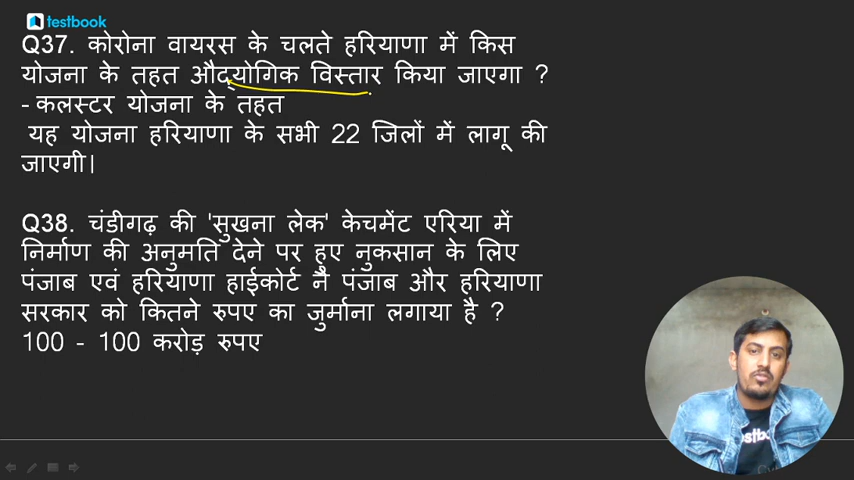 testbook
Q37. कोरोना वायरस के चलते हरियाणा में किस
योजना के तहत औद्योगिक विस्तार किया जाएगा ?
- कलस्टर योजना के तहत
यह योजना हरियाणा के सभी 22 जिलों में लागू की
जाएगी।
Q38. चंडीगढ़ की 'सुखना लेक' केचमेंट एरिया में
निर्माण की अनुमति देने पर हुए नुकसान के लिए
पंजाब एवं हरियाणा हाईकोर्ट नै पंजाब और हरियाणा
सरकार को कितने रुपए का जुर्माना लगाया है ?
100 - 100 करोड़ रुपए